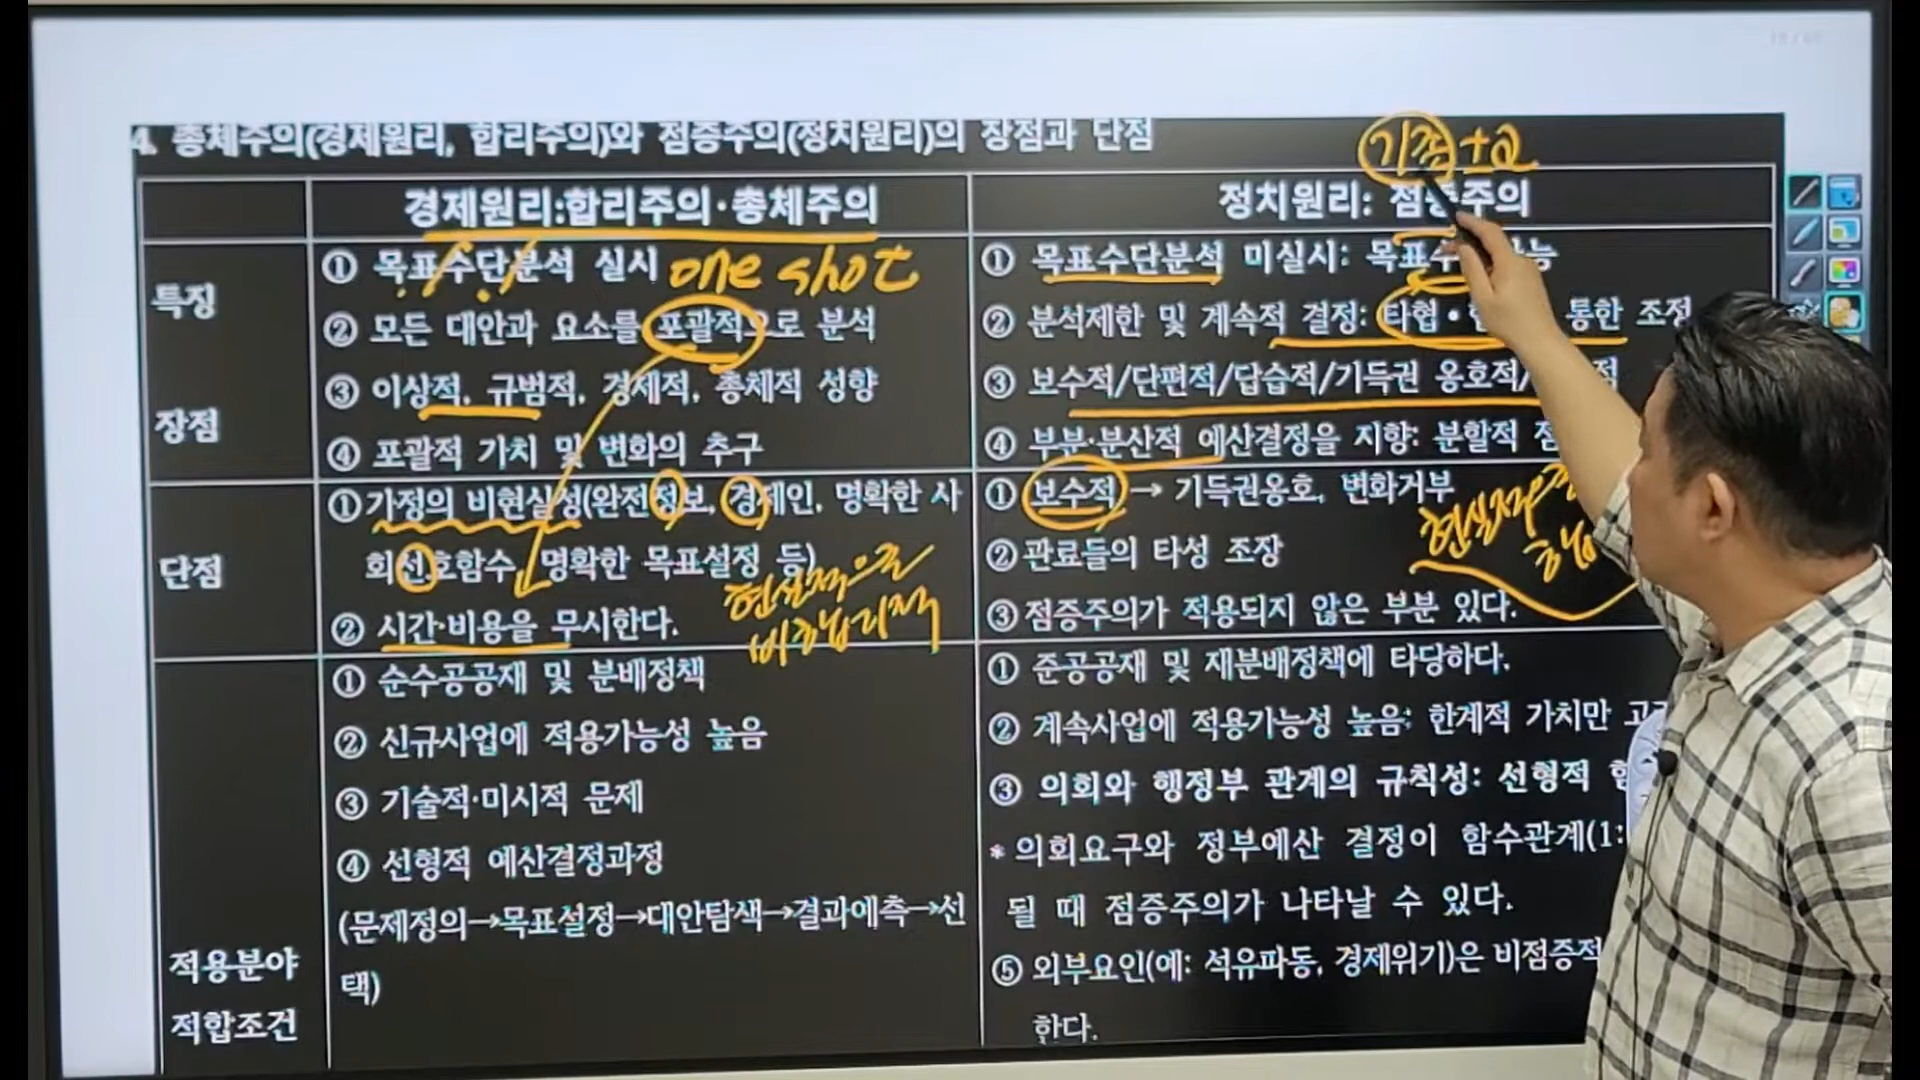 4. 총체주의(경제원리, 합리주의)와 점증주의(정치원리)의 장점과 단점
기존 +α
경제원리:합리주의·총체주의
정치원리: 점증주의
특징
장점
① 목표수단분석 실시 one shot
② 모든 대안과 요소를 포괄적으로 분석
③ 이상적, 규범적, 경제적, 총체적 성향
④ 포괄적 가치 및 변화의 추구
① 목표수단분석 미실시: 목표수
② 분석제한 및 계속적 결정: 타협· 통한 조정
③ 보수적/단편적/답습적/기득권 옹호적/
④ 부분·분산적 예산결정을 지향: 분할적
단점
① 가정의 비현실성(완전정보, 경제인, 명확한 사
회선호함수, 명확한 목표설정 등)
② 시간·비용을 무시한다.
현실적으로
비합리적
① 보수적 → 기득권옹호, 변화거부
② 관료들의 타성 조장
③ 점증주의가 적용되지 않은 부분 있다.
현실적으로
적용분야
적합조건
① 순수공공재 및 분배정책
② 신규사업에 적용가능성 높음
③ 기술적·미시적 문제
④ 선형적 예산결정과정
(문제정의→목표설정→대안탐색→결과예측→선
택)
① 준공공재 및 재분배정책에 타당하다.
② 계속사업에 적용가능성 높음: 한계적 가치만
③ 의회와 행정부 관계의 규칙성: 선형적
* 의회요구와 정부예산 결정이 함수관계(1:
될 때 점증주의가 나타날 수 있다.
⑤ 외부요인(예: 석유파동, 경제위기)은 비점증적
한다.